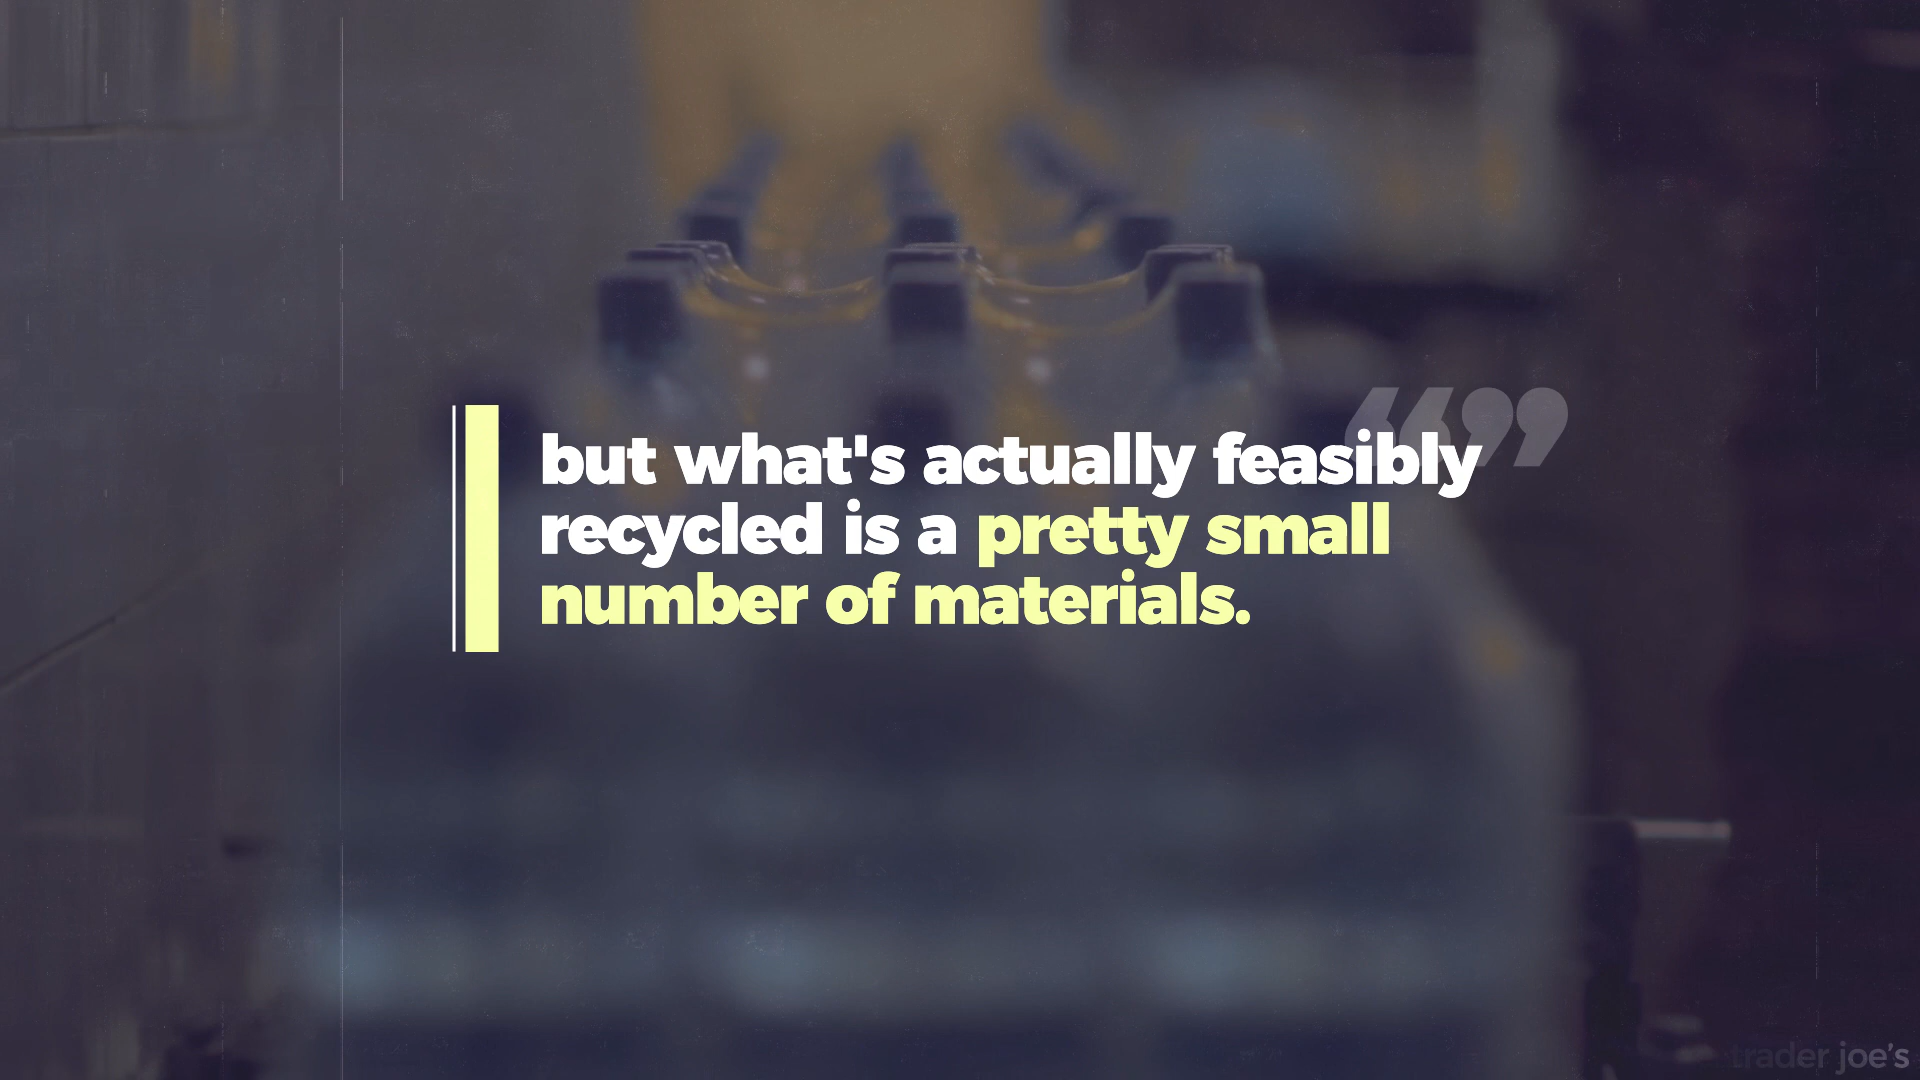 but what's actually feasibly
recycled is a pretty small
number of materials.
trader joe's